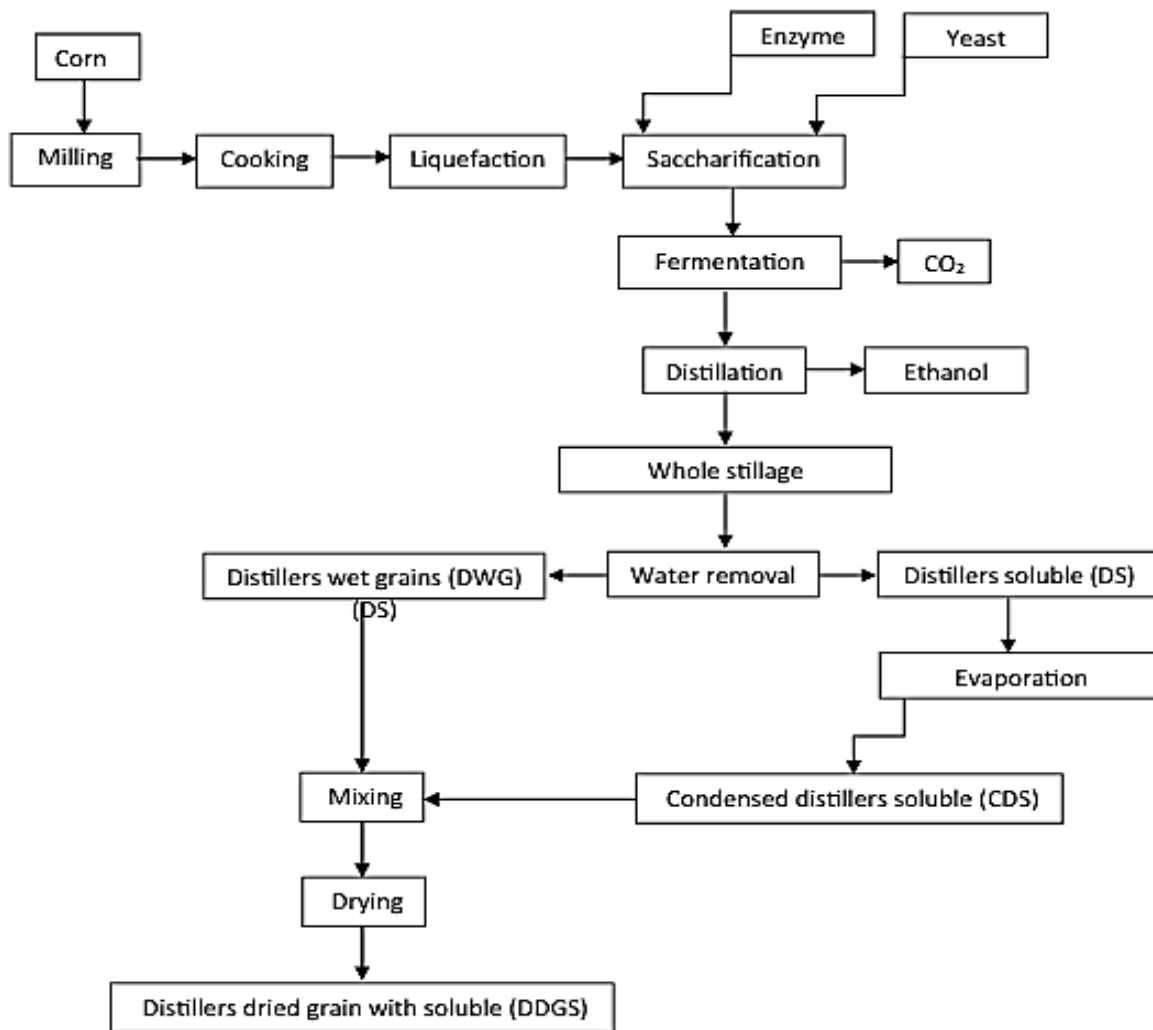 Enzyme
Yeast
Corn
Milling
Cooking
Liquefaction
Saccharification
Fermentation
CO₂
Distillation
Ethanol
Whole stillage
Distillers wet grains (DWG)
(DS)
Water removal
Distillers soluble (DS)
Evaporation
Mixing
Condensed distillers soluble (CDS)
Drying
Distillers dried grain with soluble (DDGS)